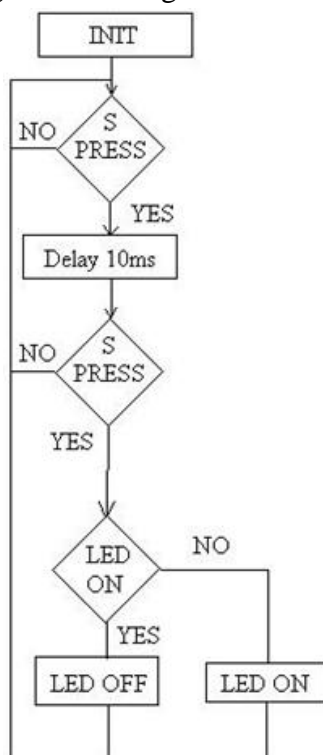 INIT
S
PRESS
NO
YES
Delay 10ms
S
PRESS
NO
YES
LED
ON
NO
YES
LED OFF
LED ON